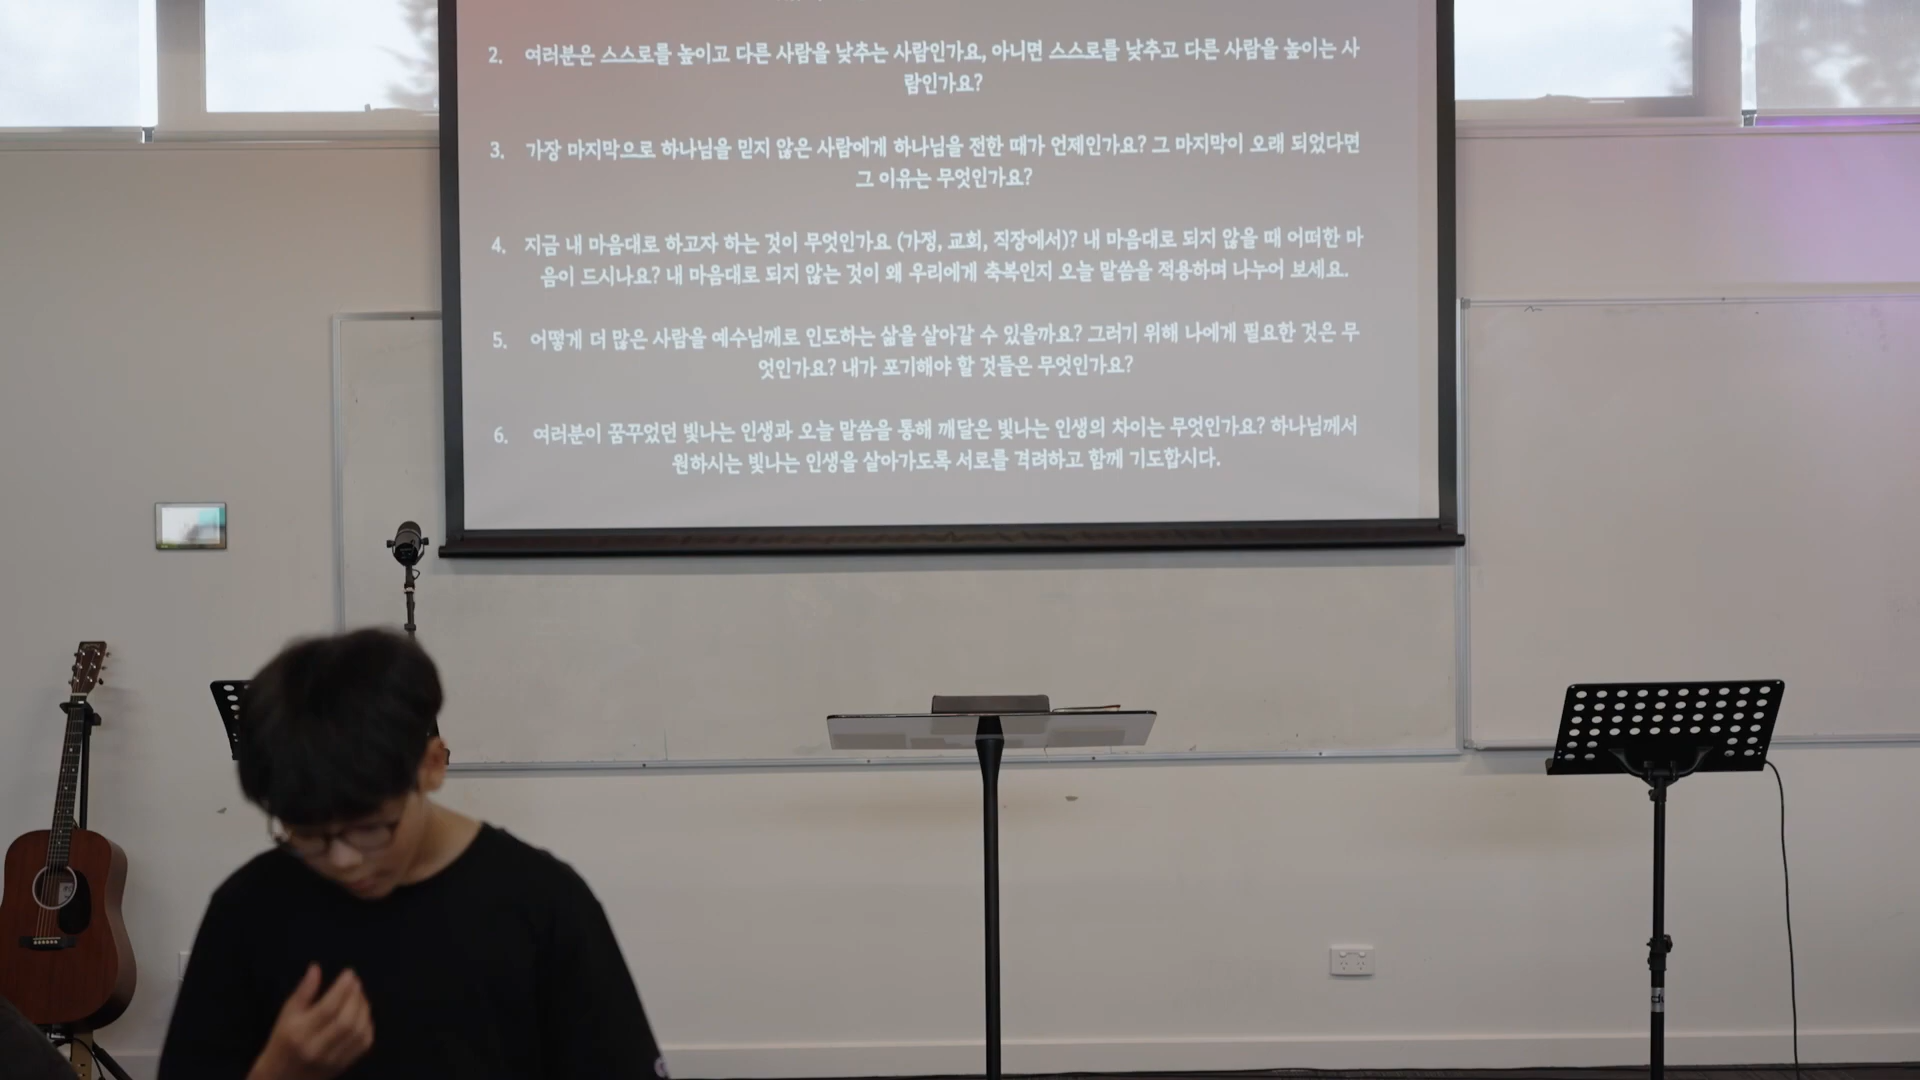 2. 여러분은 스스로를 높이고 다른 사람을 낮추는 사람인가요, 아니면 스스로를 낮추고 다른 사람을 높이는 사
람인가요?
3. 가장 마지막으로 하나님을 믿지 않은 사람에게 하나님을 전한 때가 언제인가요? 그 마지막이 오래 되었다면
그 이유는 무엇인가요?
4. 지금 내 마음대로 하고자 하는 것이 무엇인가요 (가정, 교회, 직장에서)? 내 마음대로 되지 않을 때 어떠한 마
음이 드시나요? 내 마음대로 되지 않는 것이 왜 우리에게 축복인지 오늘 말씀을 적용하며 나누어 보세요.
5. 어떻게 더 많은 사람을 예수님께로 인도하는 삶을 살아갈 수 있을까요? 그러기 위해 나에게 필요한 것은 무
엇인가요? 내가 포기해야 할 것들은 무엇인가요?
6. 여러분이 꿈꾸었던 빛나는 인생과 오늘 말씀을 통해 깨달은 빛나는 인생의 차이는 무엇인가요? 하나님께서
원하시는 빛나는 인생을 살아가도록 서로를 격려하고 함께 기도합시다.